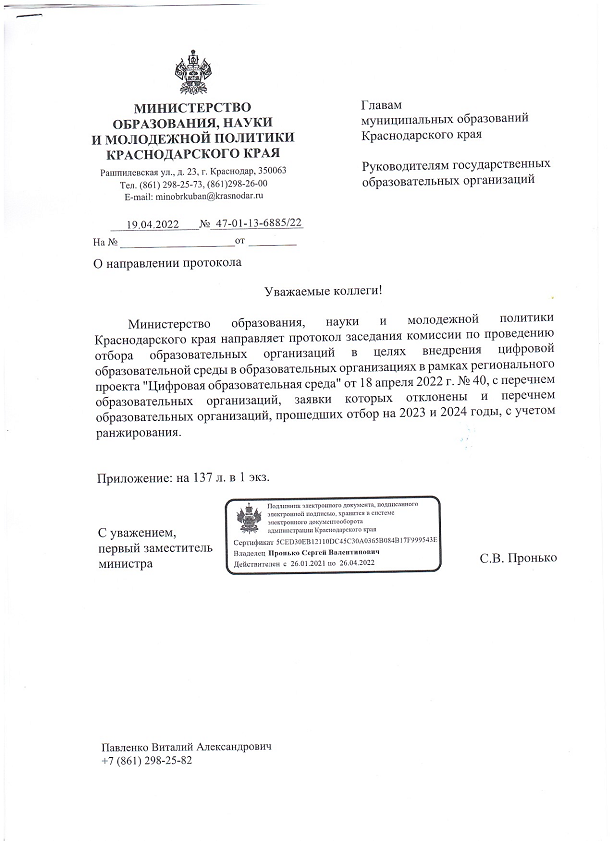 МИНИСТЕРСТВО
ОБРАЗОВАНИЯ, НАУКИ
И МОЛОДЕЖНОЙ ПОЛИТИКИ
КРАСНОДАРСКОГО КРАЯ
Рашпилевская ул., д. 23, г. Краснодар, 350063
Тел. (861) 298-25-73, (861)298-26-00
E-mail: minobrkuban@krasnodar.ru
19.04.2022 № 47-01-13-6885/22
На № от
О направлении протокола
Главам
муниципальных образований
Краснодарского края
Руководителям государственных
образовательных организаций
Уважаемые коллеги!
Министерство образования, науки и молодежной политики
Краснодарского края направляет протокол заседания комиссии по проведению
отбора образовательных организаций в целях внедрения цифровой
образовательной среды в образовательных организациях в рамках регионального
проекта "Цифровая образовательная среда" от 18 апреля 2022 г. № 40, с перечнем
образовательных организаций, заявки которых отклонены и перечнем
образовательных организаций, прошедших отбор на 2023 и 2024 годы, с учетом
ранжирования.
Приложение: на 137 л. в 1 экз.
С уважением,
первый заместитель
министра
Подлинник электронного документа, подписанного
электронной подписью, хранится в системе
электронного документооборота
администрации Краснодарского края
Сертификат 5CED30EB12110DC45C30A0365B084B17F999543E
Владелец Пронько Сергей Валентинович
Действителен с 26.01.2021 по 26.04.2022
С.В. Пронько
Павленко Виталий Александрович
+7 (861) 298-25-82